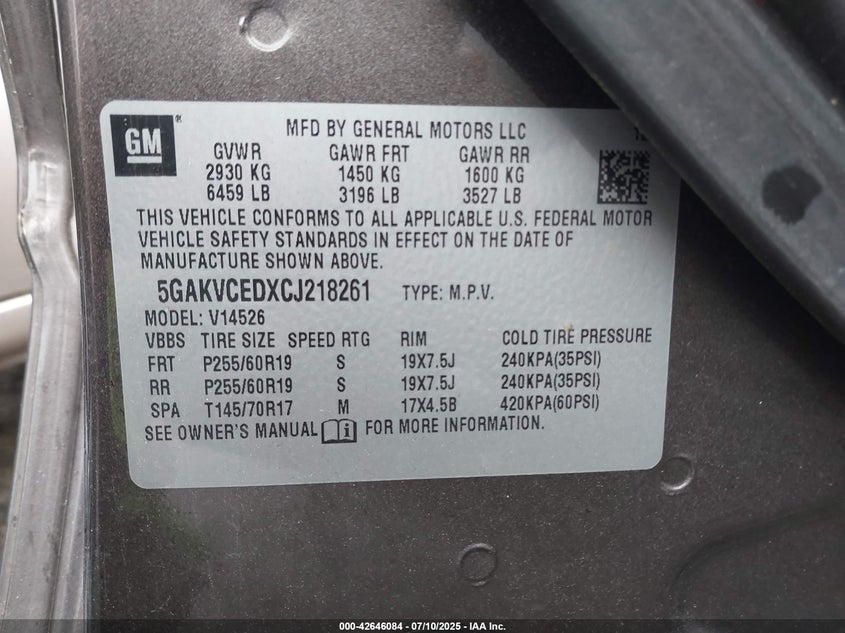 GM
MFD BY GENERAL MOTORS LLC
GVWR GAWR FRT GAWR RR
2930 KG 1450 KG 1600 KG
6459 LB 3196 LB 3527 LB
THIS VEHICLE CONFORMS TO ALL APPLICABLE U.S. FEDERAL MOTOR
VEHICLE SAFETY STANDARDS IN EFFECT ON THE DATE OF
MANUFACTURE SHOWN ABOVE.
5GAKVCEDXCJ218261 TYPE: M.P.V.
MODEL: V14526
VBBS TIRE SIZE SPEED RTG RIM COLD TIRE PRESSURE
FRT P255/60R19 S 19X7.5J 240KPA(35PSI)
RR P255/60R19 S 19X7.5J 240KPA(35PSI)
SPA T145/70R17 M 17X4.5B 420KPA(60PSI)
SEE OWNER'S MANUAL i FOR MORE INFORMATION.
000-42646084 / 07/10/2025 - IAA Inc.